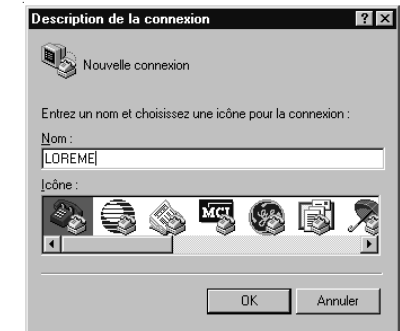 Description de la connexion
Nouvelle connexion
Entrez un nom et choisissez une icône pour la connexion :
Nom :
LOREME
Icône :
MCI
OK Annuler